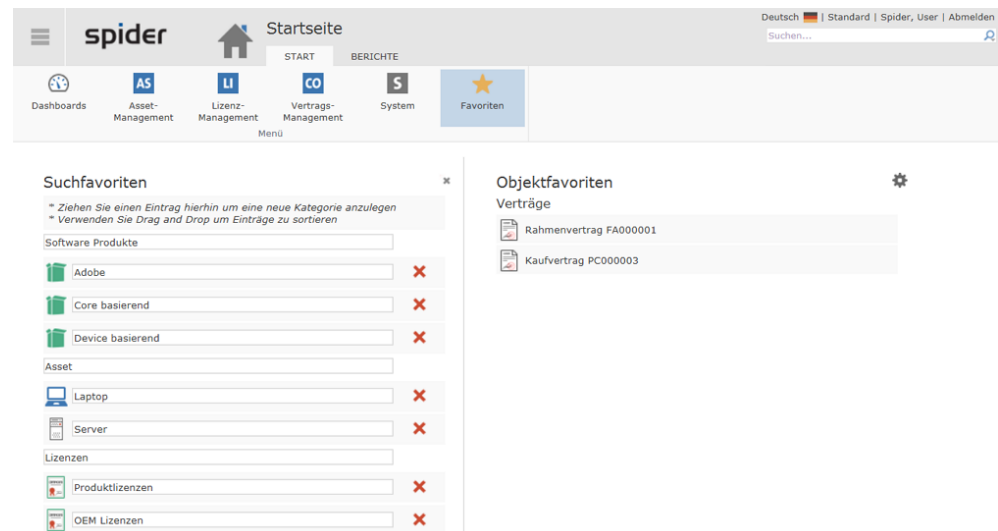 Deutsch | Standard | Spider, User | Abmelden
spider
Startseite
Suchen...
START BERICHTE
AS LI CO S
Dashboards Asset- Lizenz- Vertrags- System Favoriten
Management Management Management
Menü
Suchfavoriten
* Ziehen Sie einen Eintrag hierhin um eine neue Kategorie anzulegen
* Verwenden Sie Drag and Drop um Einträge zu sortieren
Software Produkte
Adobe
Core basierend
Device basierend
Asset
Laptop
Server
Lizenzen
Produktlizenzen
OEM Lizenzen
Objektfavoriten
Verträge
Rahmenvertrag FA000001
Kaufvertrag PC000003